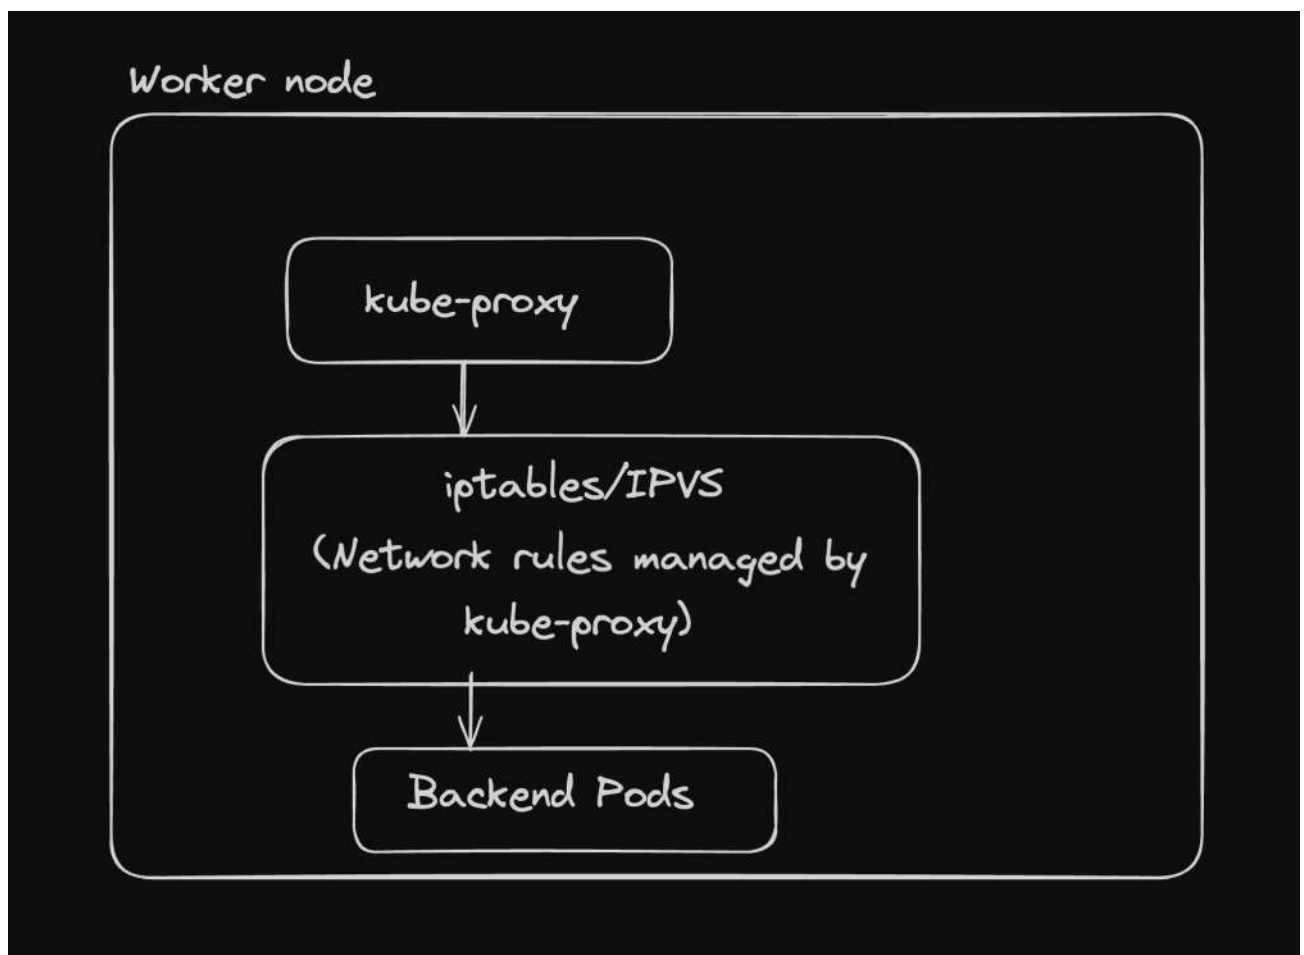 Worker node
kube-proxy
iptables/IPVS
(Network rules managed by
kube-proxy)
Backend Pods